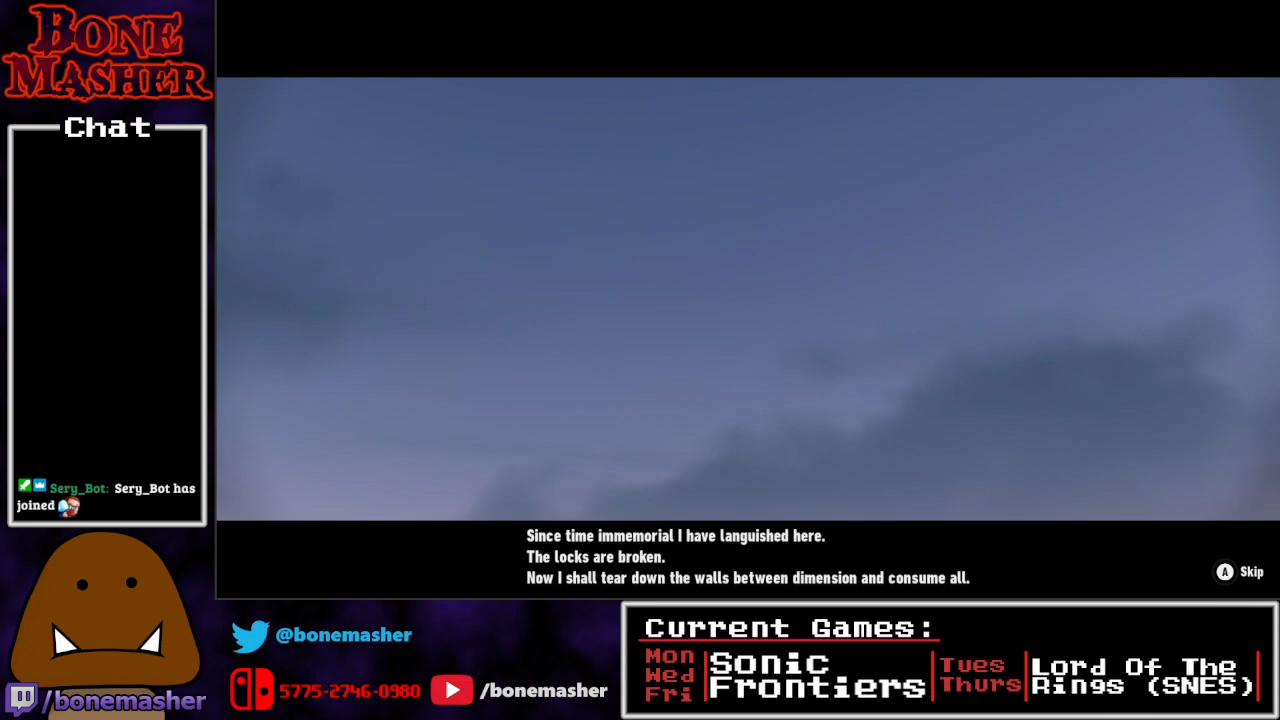 BONE
MASHER
Chat
Sery_Bot: Sery_Bot has
joined
Since time immemorial I have languished here.
The locks are broken.
Now I shall tear down the walls between dimension and consume all.
A Skip
@bonemasher
5775-2746-0980
/bonemasher
/bonemasher
Current Games:
Mon
Wed
Fri
Sonic
Frontiers
Tues
Thurs
Lord Of The
Rings (SNES)